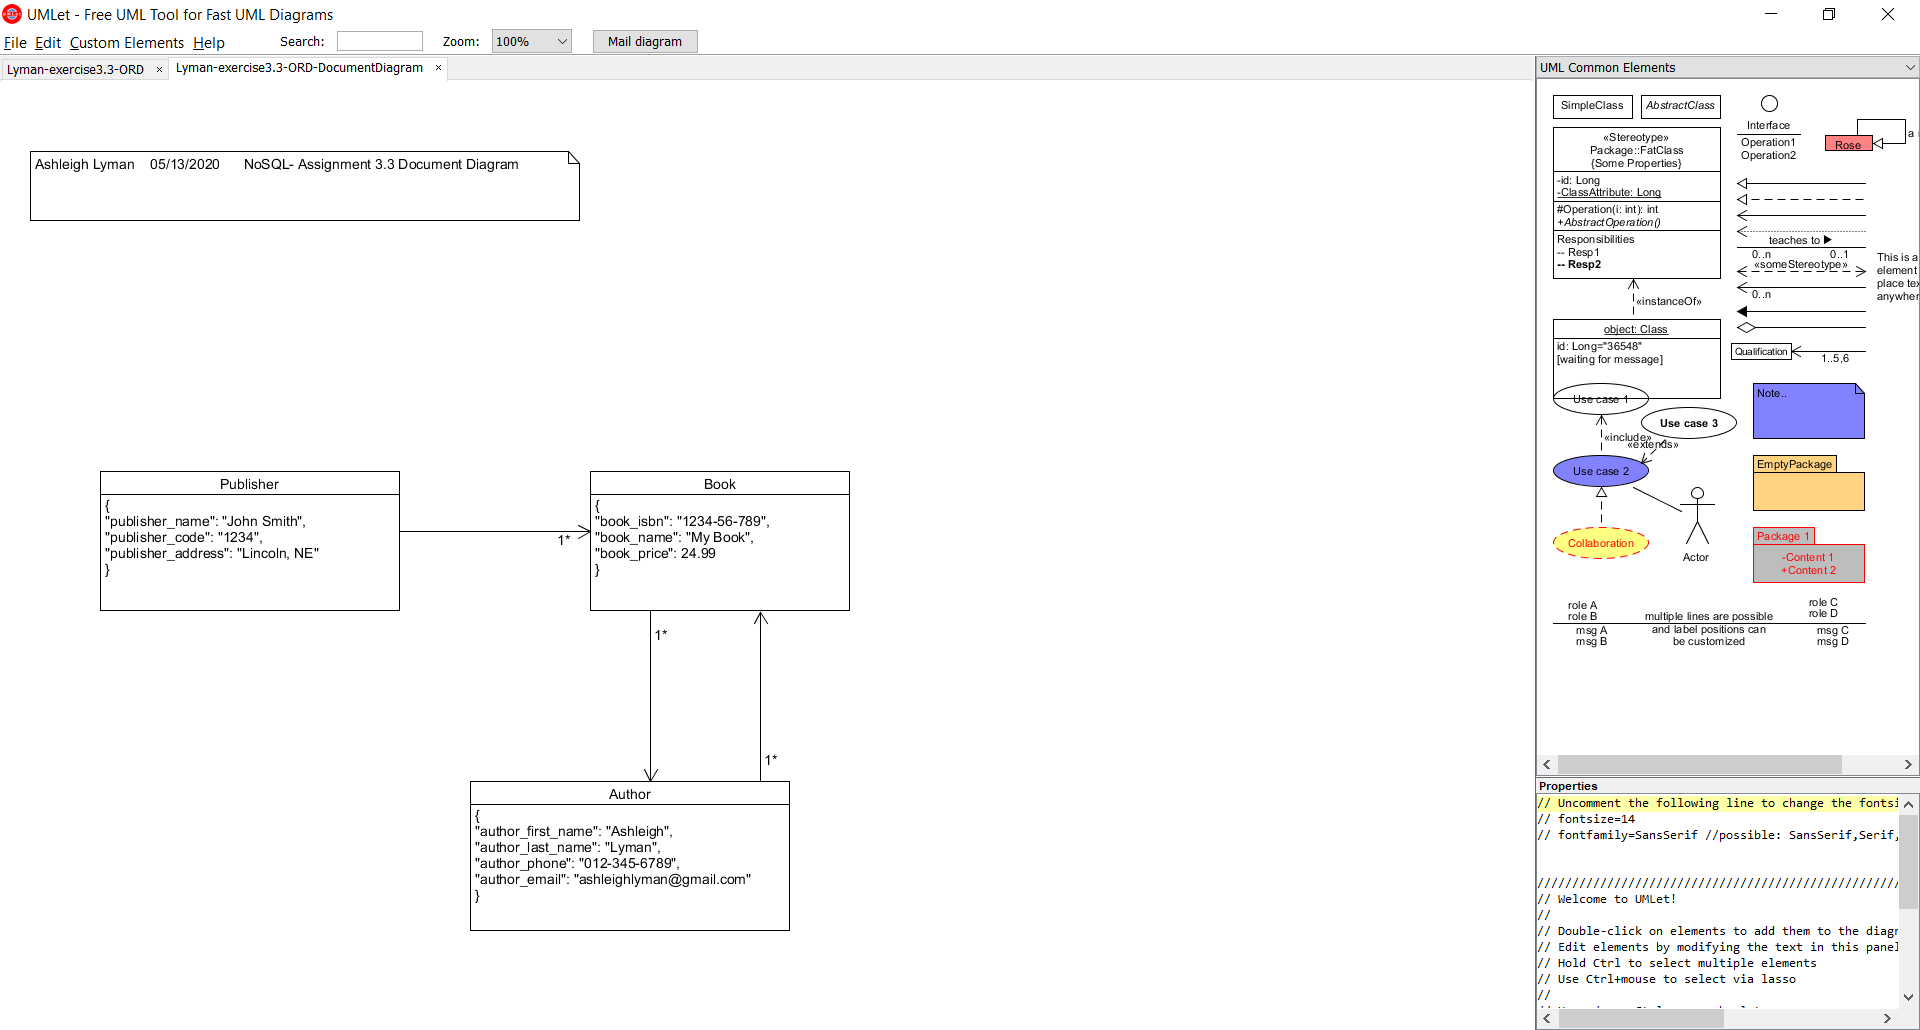 UMLet - Free UML Tool for Fast UML Diagrams
File Edit Custom Elements Help Search: Zoom: 100% Mail diagram
Lyman-exercise3.3-ORD × Lyman-exercise3.3-ORD-DocumentDiagram ×
Ashleigh Lyman 05/13/2020 NoSQL- Assignment 3.3 Document Diagram
Publisher
{
"publisher_name": "John Smith",
"publisher_code": "1234",
"publisher_address": "Lincoln, NE"
}
1*
Book
{
"book_isbn": "1234-56-789",
"book_name": "My Book",
"book_price": 24.99
}
1*
1*
Author
{
"author_first_name": "Ashleigh",
"author_last_name": "Lyman",
"author_phone": "012-345-6789",
"author_email": "ashleighlyman@gmail.com"
}
UML Common Elements
SimpleClass
AbstractClass
«Stereotype»
Package::FatClass
{Some Properties}
-id: Long
-ClassAttribute: Long
#Operation(i: int): int
+AbstractOperation()
Responsibilities
-- Resp1
-- Resp2
«instanceOf»
object: Class
id: Long="36548"
[waiting for message]
Use case 1
Use case 3
«include»
«extends»
Use case 2
Collaboration
Actor
Interface
Operation1
Operation2
Rose
a
teaches to ▶
0..n 0..1
«someStereotype»
0..n
Qualification
1..5,6
This is a
element
place tex
anywher
Note..
EmptyPackage
Package 1
-Content 1
+Content 2
role A
role B
msg A
msg B
multiple lines are possible
and label positions can
be customized
role C
role D
msg C
msg D
Properties
// Uncomment the following line to change the fontsi
// fontsize=14
// fontfamily=SansSerif //possible: SansSerif,Serif,
////////////////////////////////////////////////////
// Welcome to UMLet!
//
// Double-click on elements to add them to the diagr
// Edit elements by modifying the text in this panel
// Hold Ctrl to select multiple elements
// Use Ctrl+mouse to select via lasso
//